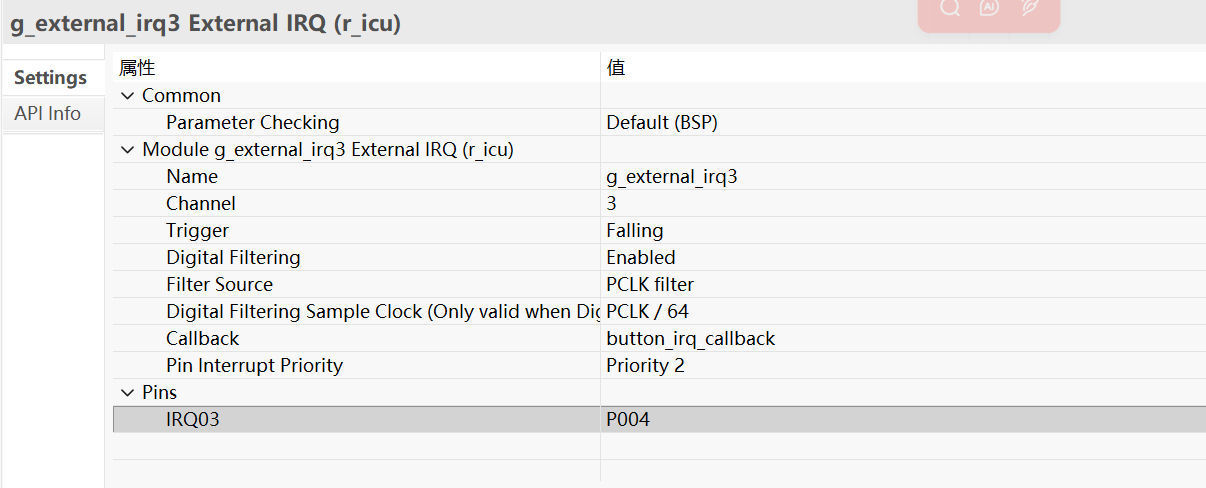 g_external_irq3 External IRQ (r_icu)
AI
Settings
API Info
属性 值
Common
Parameter Checking Default (BSP)
Module g_external_irq3 External IRQ (r_icu)
Name g_external_irq3
Channel 3
Trigger Falling
Digital Filtering Enabled
Filter Source PCLK filter
Digital Filtering Sample Clock (Only valid when Dig PCLK / 64
Callback button_irq_callback
Pin Interrupt Priority Priority 2
Pins
IRQ03 P004